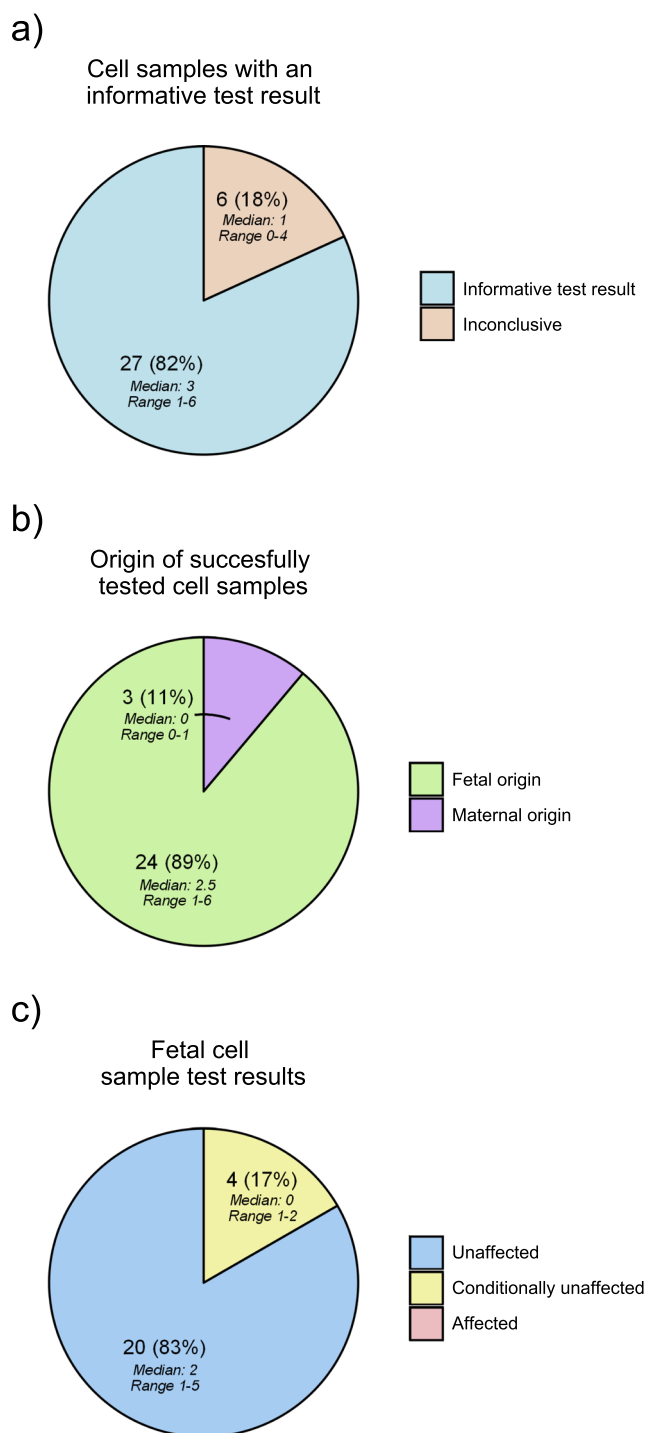 a)
Cell samples with an
informative test result
6 (18%)
Median: 1
Range 0-4
27 (82%)
Median: 3
Range 1-6
Informative test result
Inconclusive
b)
Origin of succesfully
tested cell samples
3 (11%)
Median: 0
Range 0-1
24 (89%)
Median: 2.5
Range 1-6
Fetal origin
Maternal origin
c)
Fetal cell
sample test results
4 (17%)
Median: 0
Range 1-2
20 (83%)
Median: 2
Range 1-5
Unaffected
Conditionally unaffected
Affected